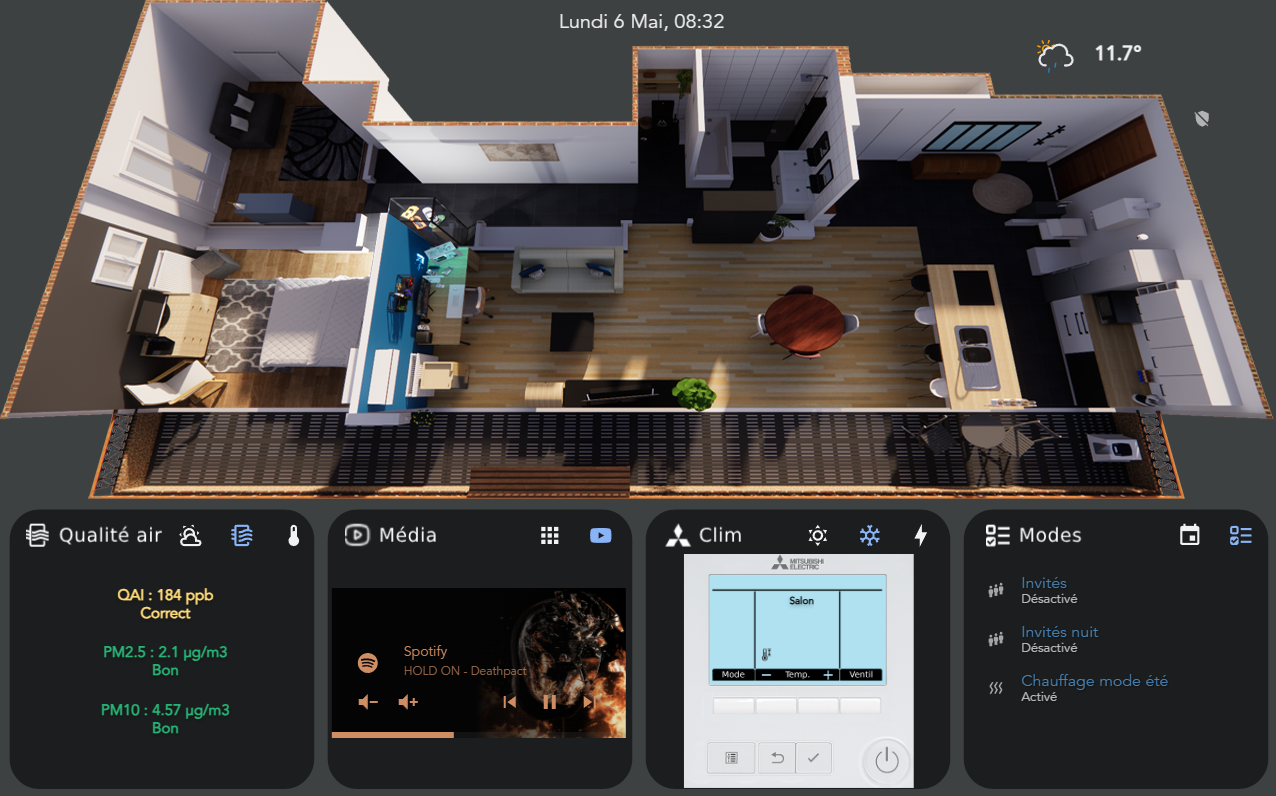 Lundi 6 Mai, 08:32
11.7°
Qualité air
QAI : 184 ppb
Correct
PM2.5 : 2.1 µg/m3
Bon
PM10 : 4.57 µg/m3
Bon
Média
Spotify
HOLD ON - Deathpact
Clim
MITSUBISHI
ELECTRIC
Salon
Mode
— Temp. +
Ventil
Modes
Invités
Désactivé
Invités nuit
Désactivé
Chauffage mode été
Activé